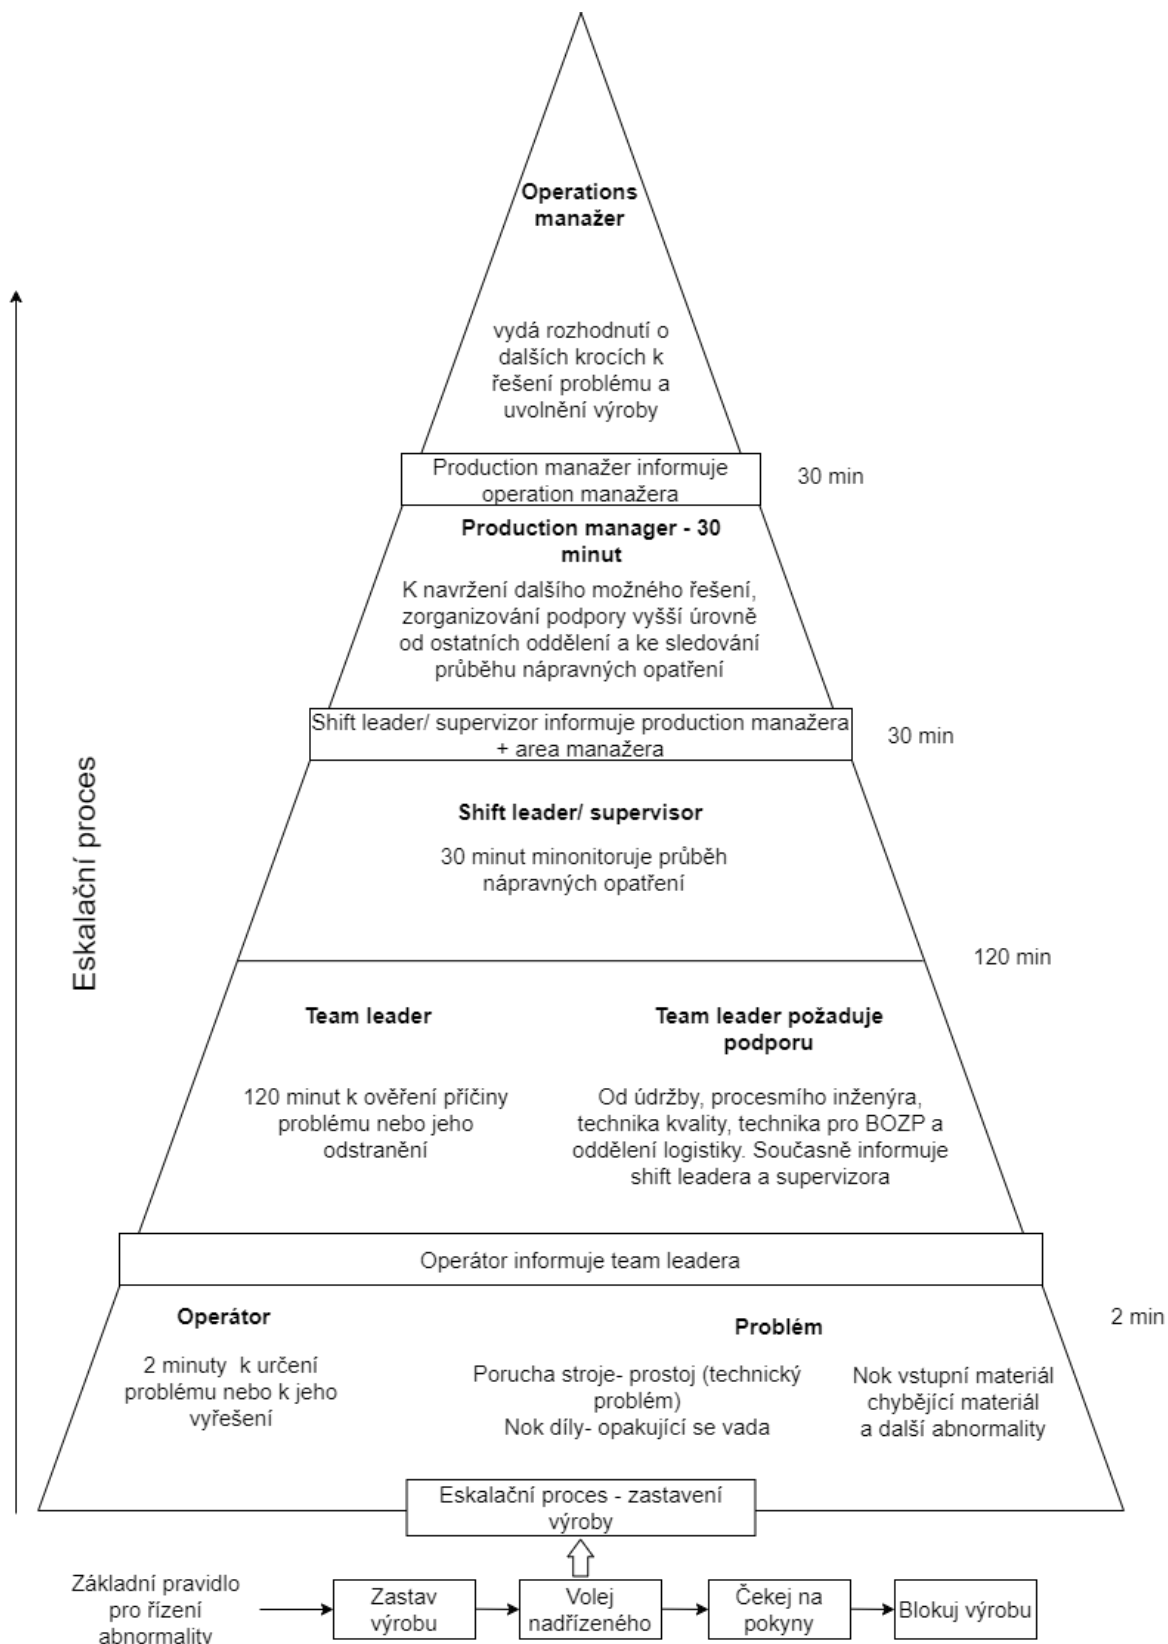 Operations
manažer
vydá rozhodnutí o
dalších krocích k
řešení problému a
uvolnění výroby
Production manažer informuje
operation manažera
30 min
Production manager - 30
minut
K navržení dalšího možného řešení,
zorganizování podpory vyšší úrovně
od ostatních oddělení a ke sledování
průběhu nápravných opatření
Shift leader/ supervizor informuje production manažera
+ area manažera
30 min
Shift leader/ supervisor
30 minut minonitoruje průběh
nápravných opatření
Eskalační proces
120 min
Team leader
120 minut k ověření příčiny
problému nebo jeho
odstranění
Team leader požaduje
podporu
Od údržby, procesmího inženýra,
technika kvality, technika pro BOZP a
oddělení logistiky. Současně informuje
shift leadera a supervizora
Operátor informuje team leadera
2 min
Operátor
2 minuty k určení
problému nebo k jeho
vyřešení
Problém
Porucha stroje- prostoj (technický
problém)
Nok díly- opakující se vada
Nok vstupní materiál
chybějící materiál
a další abnormality
Eskalační proces - zastavení
výroby
Základní pravidlo
pro řízení
abnormality
Zastav
výrobu
Volej
nadřízeného
Čekej na
pokyny
Blokuj výrobu